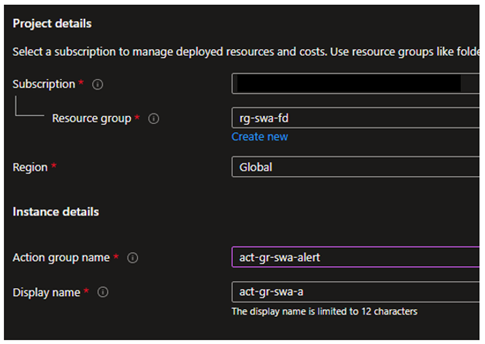 Project details
Select a subscription to manage deployed resources and costs. Use resource groups like folde
Subscription *
Resource group * rg-swa-fd
Create new
Region * Global
Instance details
Action group name * act-gr-swa-alert
Display name * act-gr-swa-a
The display name is limited to 12 characters